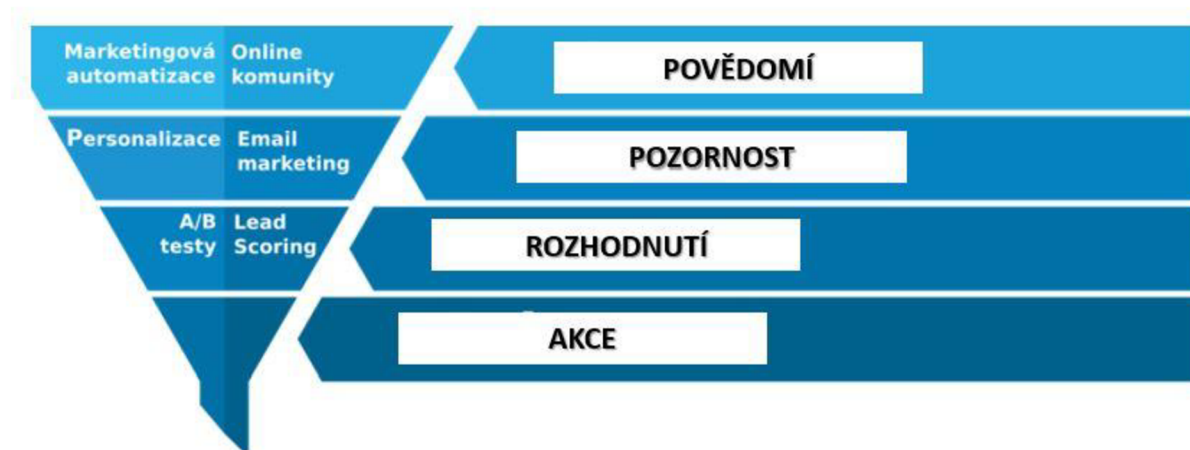 Marketingová automatizace
Online komunity
POVĚDOMÍ
Personalizace
Email marketing
POZORNOST
A/B testy
Lead Scoring
ROZHODNUTÍ
AKCE